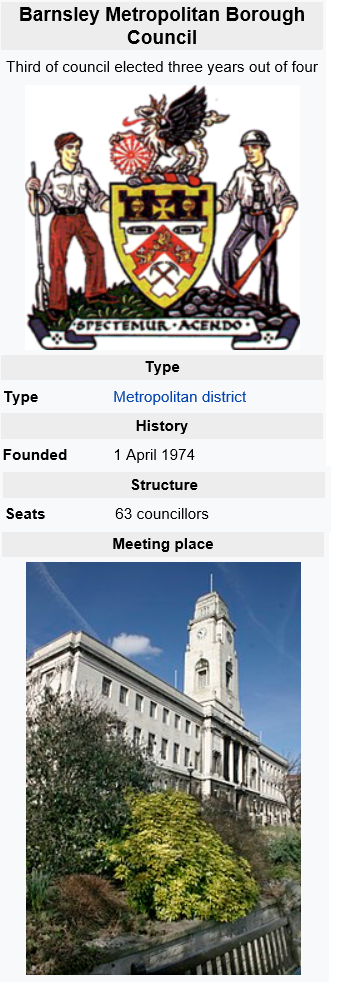 Barnsley Metropolitan Borough
Council
Third of council elected three years out of four
SPECTEMUR · AGENDO
Type
Type Metropolitan district
History
Founded 1 April 1974
Structure
Seats 63 councillors
Meeting place